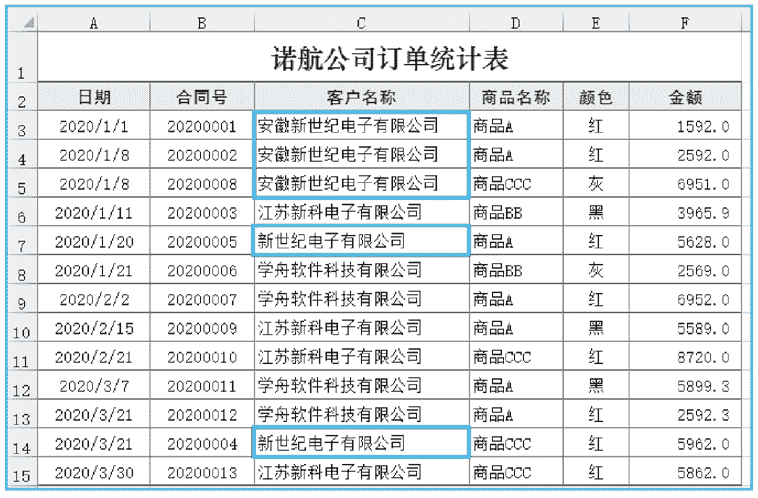 A B C D E F
1 诺航公司订单统计表
2 日期 合同号 客户名称 商品名称 颜色 金额
3 2020/1/1 20200001 安徽新世纪电子有限公司 商品A 红 1592.0
4 2020/1/8 20200002 安徽新世纪电子有限公司 商品A 红 2592.0
5 2020/1/8 20200008 安徽新世纪电子有限公司 商品CCC 灰 6951.0
6 2020/1/11 20200003 江苏新科电子有限公司 商品BB 黑 3965.9
7 2020/1/20 20200005 新世纪电子有限公司 商品A 红 5628.0
8 2020/1/21 20200006 学舟软件科技有限公司 商品BB 灰 2569.0
9 2020/2/2 20200007 学舟软件科技有限公司 商品A 红 6952.0
10 2020/2/15 20200009 江苏新科电子有限公司 商品A 黑 5589.0
11 2020/2/21 20200010 江苏新科电子有限公司 商品CCC 红 8720.0
12 2020/3/7 20200011 学舟软件科技有限公司 商品A 黑 5899.3
13 2020/3/21 20200012 学舟软件科技有限公司 商品A 红 2592.3
14 2020/3/21 20200004 新世纪电子有限公司 商品CCC 红 5962.0
15 2020/3/30 20200013 江苏新科电子有限公司 商品CCC 红 5862.0